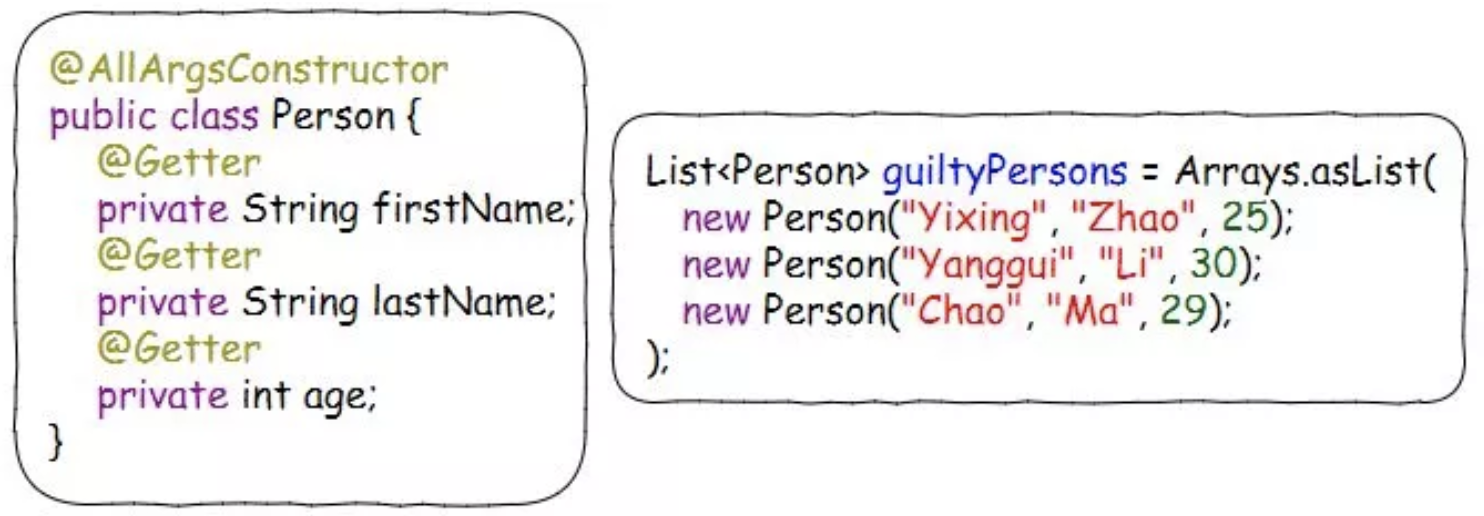 @AllArgsConstructor
public class Person {
@Getter
private String firstName;
@Getter
private String lastName;
@Getter
private int age;
}
List<Person> guiltyPersons = Arrays.asList(
new Person("Yixing", "Zhao", 25);
new Person("Yanggui", "Li", 30);
new Person("Chao", "Ma", 29);
);